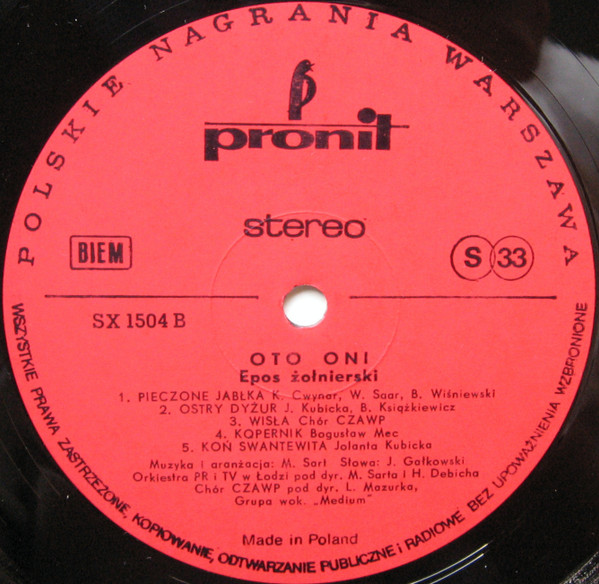 POLSKIE NAGRANIA WARSZAWA
pronit
stereo
BIEM
S 33
SX 1504 B
OTO ONI
Epos żołnierski
1. PIECZONE JABŁKA K. Cwynar, W. Saar, B. Wiśniewski
2. OSTRY DYŻUR J. Kubicka, B. Książkiewicz
3. WISŁA Chór CZAWP
4. KOPERNIK Bogusław Mec
5. KOŃ SWANTEWITA Jolanta Kubicka
Muzyka i aranżacja: M. Sart Słowa: J. Gałkowski
Orkiestra PR i TV w Łodzi pod dyr. M. Sarta i H. Debicha
Chór CZAWP pod dyr. L. Mazurka,
Grupa wok. „Medium”
Made in Poland
WSZYSTKIE PRAWA ZASTRZEŻONE, KOPIOWANIE, ODTWARZANIE PUBLICZNE i RADIOWE BEZ UPOWAŻNIENIA WZBRONIONE